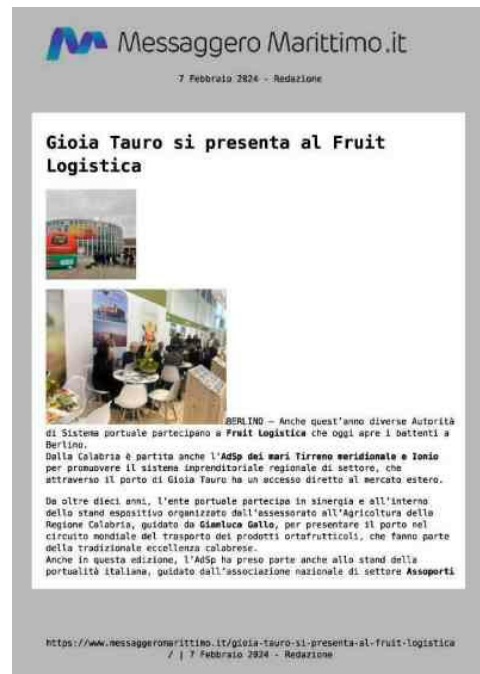 Messaggero Marittimo.it
7 Febbraio 2024 - Redazione
Gioia Tauro si presenta al Fruit
Logistica
BERLINO – Anche quest'anno diverse Autorità
di Sistema portuale partecipano a Fruit Logistica che oggi apre i battenti a
Berlino.
Dalla Calabria è partita anche l'AdSp dei mari Tirreno meridionale e Ionio
per promuovere il sistema imprenditoriale regionale di settore, che
attraverso il porto di Gioia Tauro ha un accesso diretto al mercato estero.
Da oltre dieci anni, l'ente portuale partecipa in sinergia e all'interno
dello stand espositivo organizzato dall'assessorato all'Agricoltura della
Regione Calabria, guidato da Gianluca Gallo, per presentare il porto nel
circuito mondiale del trasporto dei prodotti ortofrutticoli, che fanno parte
della tradizionale eccellenza calabrese.
Anche in questa edizione, l'AdSp ha preso parte anche allo stand della
portualità italiana, guidato dall'associazione nazionale di settore Assoporti
https://www.messaggeromarittimo.it/gioia-tauro-si-presenta-al-fruit-logistica
/ | 7 Febbraio 2024 - Redazione